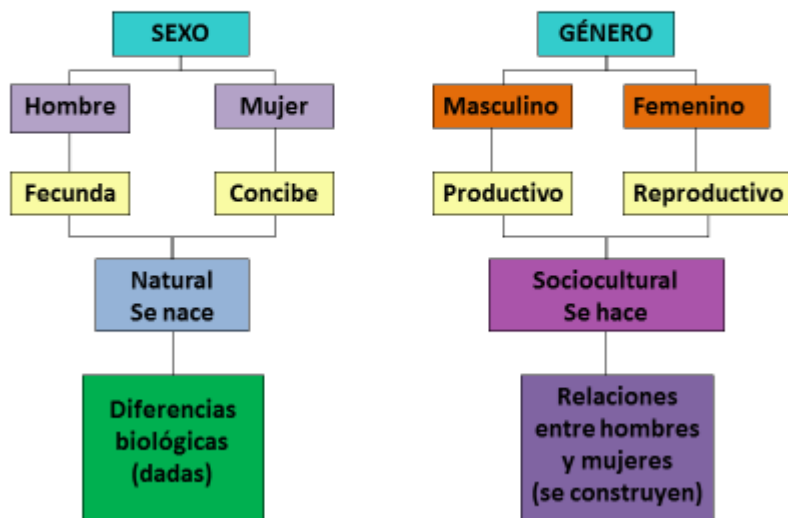 SEXO
Hombre
Mujer
Fecunda
Concibe
Natural
Se nace
Diferencias
biológicas
(dadas)
GÉNERO
Masculino
Femenino
Productivo
Reproductivo
Sociocultural
Se hace
Relaciones
entre hombres
y mujeres
(se construyen)